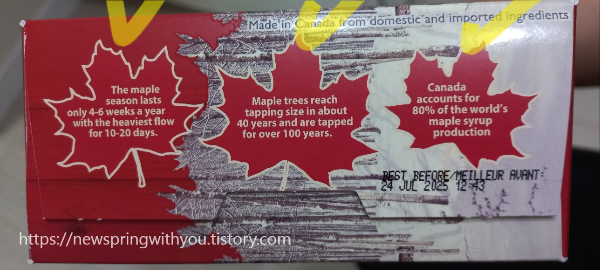 Made in Canada from domestic and imported ingredients
The maple
season lasts
only 4-6 weeks a year
with the heaviest flow
for 10-20 days.
Maple trees reach
tapping size in about
40 years and are tapped
for over 100 years.
Canada
accounts for
80% of the world's
maple syrup
production
BEST BEFORE/MEILLEUR AVANT:
24 JUL 2025 12:43
https://newspringwithyou.tistory.com